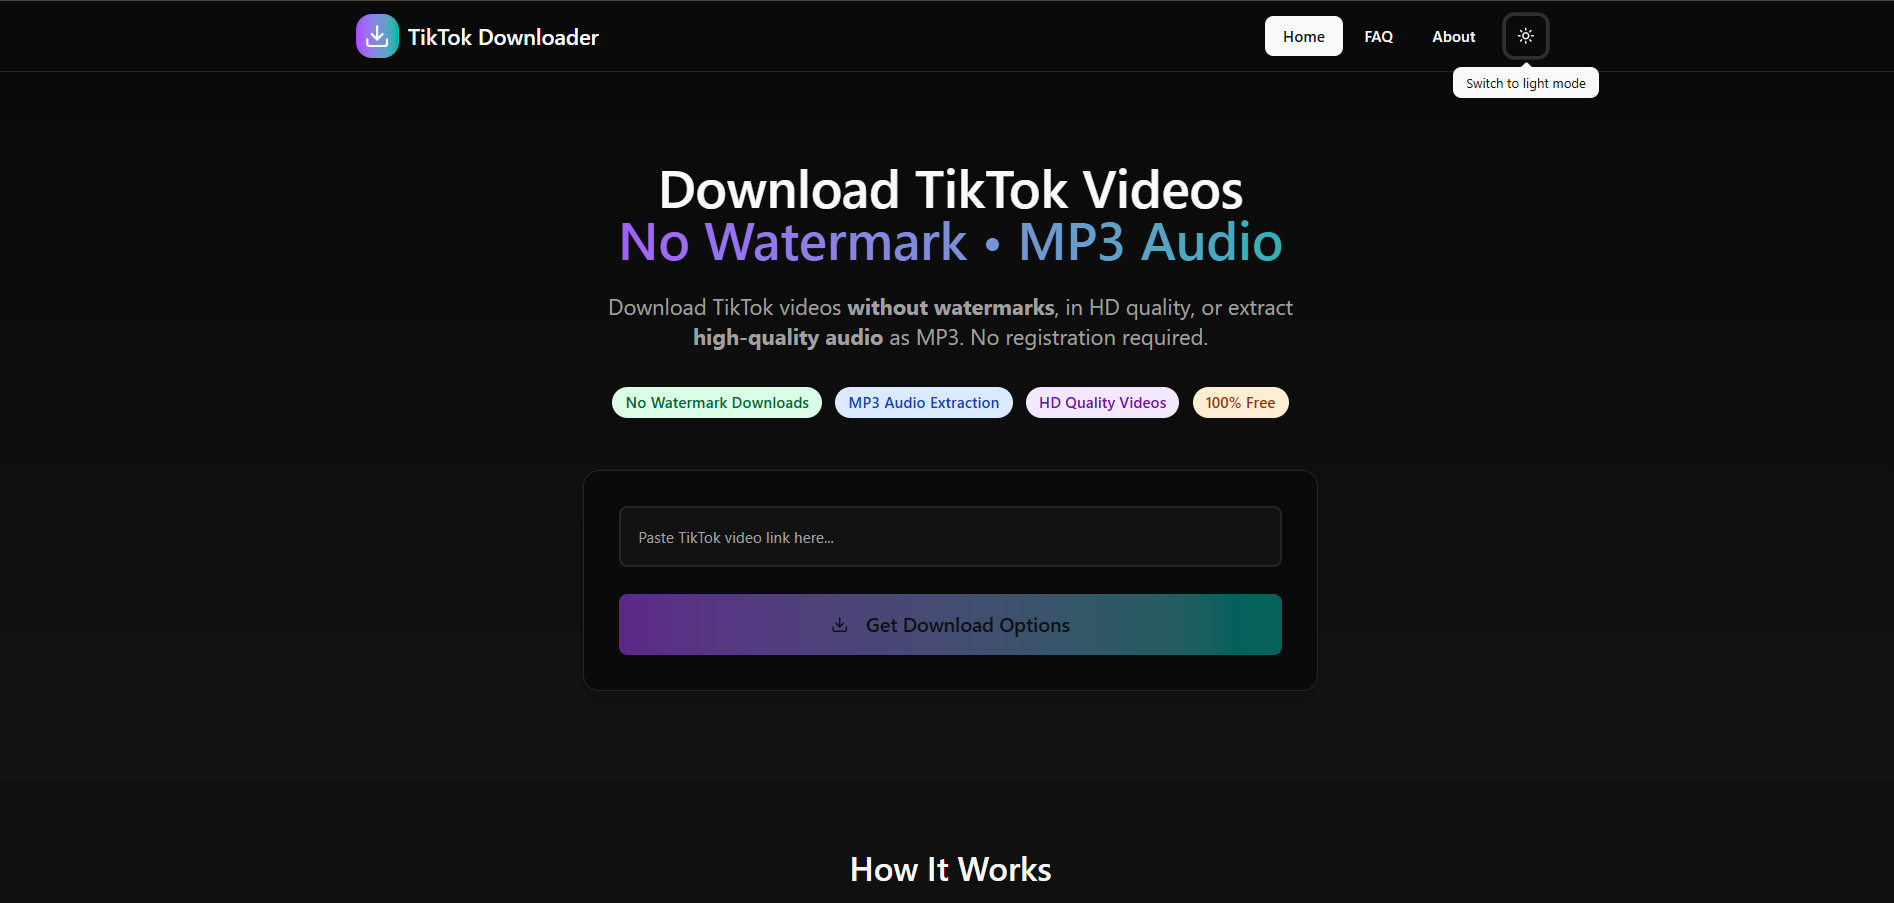 TikTok Downloader
Home
FAQ
About
Switch to light mode
Download TikTok Videos
No Watermark • MP3 Audio
Download TikTok videos without watermarks, in HD quality, or extract
high-quality audio as MP3. No registration required.
No Watermark Downloads
MP3 Audio Extraction
HD Quality Videos
100% Free
Paste TikTok video link here...
Get Download Options
How It Works